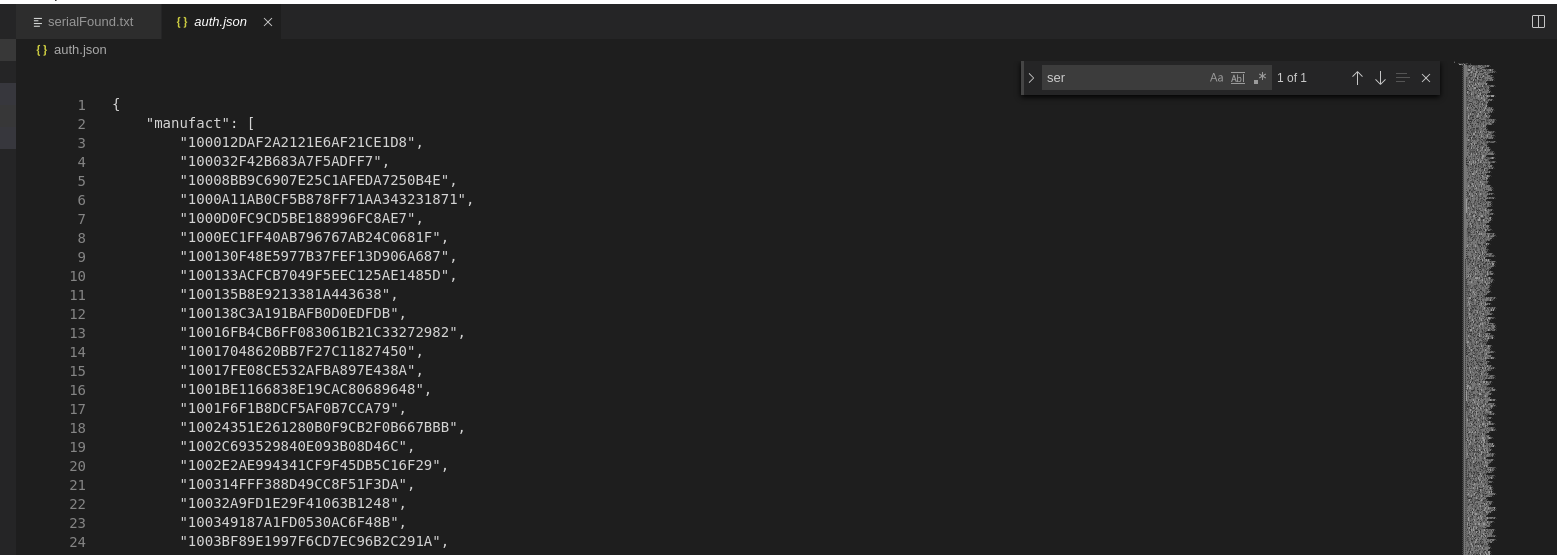 serialFound.txt
{} auth.json
{} auth.json
ser
Aa
Abl
.*
1 of 1
1 {
2 "manufact": [
3 "100012DAF2A2121E6AF21CE1D8",
4 "100032F42B683A7F5ADFF7",
5 "10008BB9C6907E25C1AFEDA7250B4E",
6 "1000A11AB0CF5B878FF71AA343231871",
7 "1000D0FC9CD5BE188996FC8AE7",
8 "1000EC1FF40AB796767AB24C0681F",
9 "100130F48E5977B37FEF13D906A687",
10 "100133ACFCB7049F5EEC125AE1485D",
11 "100135B8E9213381A443638",
12 "100138C3A191BAFB0D0EDFDB",
13 "10016FB4CB6FF083061B21C33272982",
14 "10017048620BB7F27C11827450",
15 "10017FE08CE532AFBA897E438A",
16 "1001BE1166838E19CAC80689648",
17 "1001F6F1B8DCF5AF0B7CCA79",
18 "10024351E261280B0F9CB2F0B667BBB",
19 "1002C693529840E093B08D46C",
20 "1002E2AE994341CF9F45DB5C16F29",
21 "100314FFF388D49CC8F51F3DA",
22 "10032A9FD1E29F41063B1248",
23 "100349187A1FD0530AC6F48B",
24 "1003BF89E1997F6CD7EC96B2C291A",